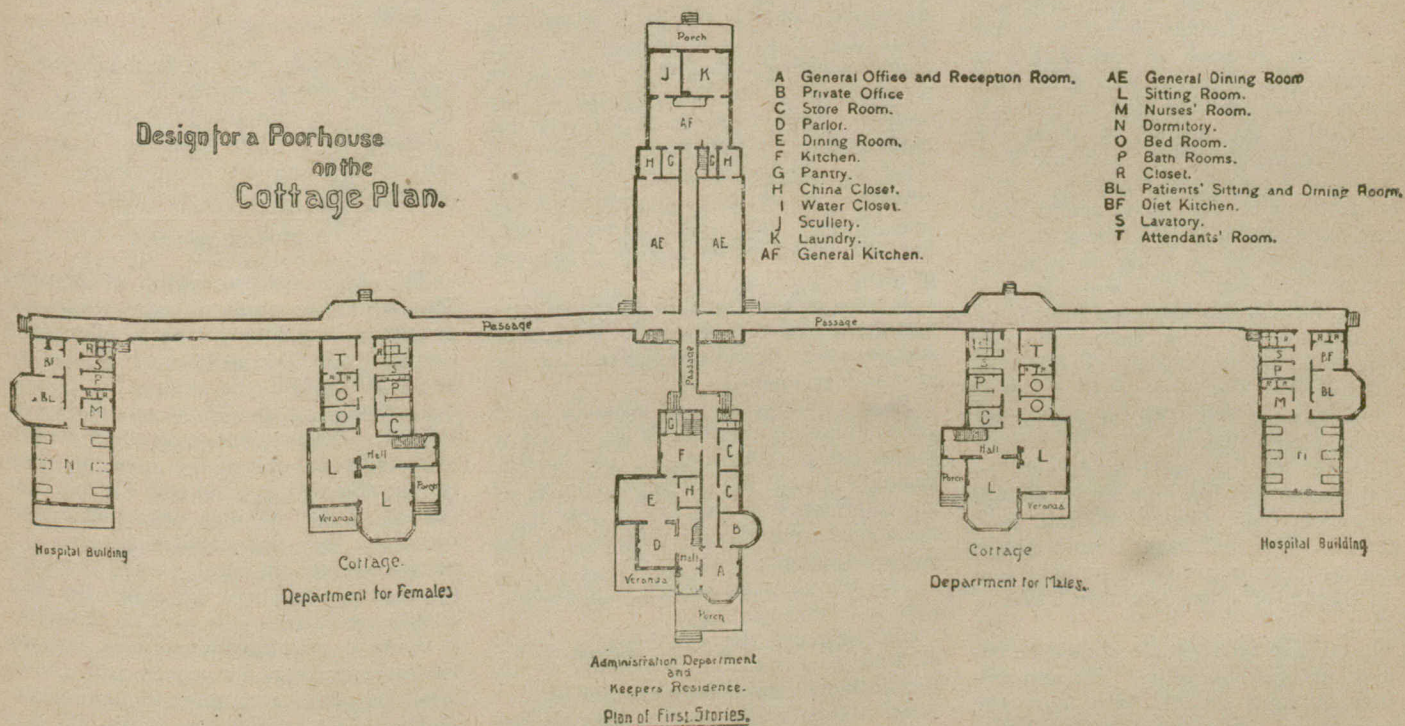 Design for a Poorhouse
on the
Cottage Plan.
A General Office and Reception Room.
B Private Office
C Store Room.
D Parlor.
E Dining Room.
F Kitchen.
G Pantry.
H China Closet.
I Water Closet.
J Scullery.
K Laundry.
AF General Kitchen.
AE General Dining Room
L Sitting Room.
M Nurses' Room.
N Dormitory.
O Bed Room.
P Bath Rooms.
R Closet.
BL Patients' Sitting and Dining Room.
BF Diet Kitchen.
S Lavatory.
T Attendants' Room.
Porch
J K
AF
H G G H
AE AE
Passage
Passage
Passage
R
S
P
BL
M
N
Hospital Building
T
S
O P
O C
Hall
L
L
Porch
Veranda
Cottage.
Department for Females
G
F C
H C
E
B
D
Hall
A
Veranda
Porch
Administration Department
and
Keepers Residence.
Plan of First Stories.
T
S
P O
C O
Hall
L
L
Porch
Veranda
Cottage
Department for Males.
S
P BF
BL
M
Hospital Building